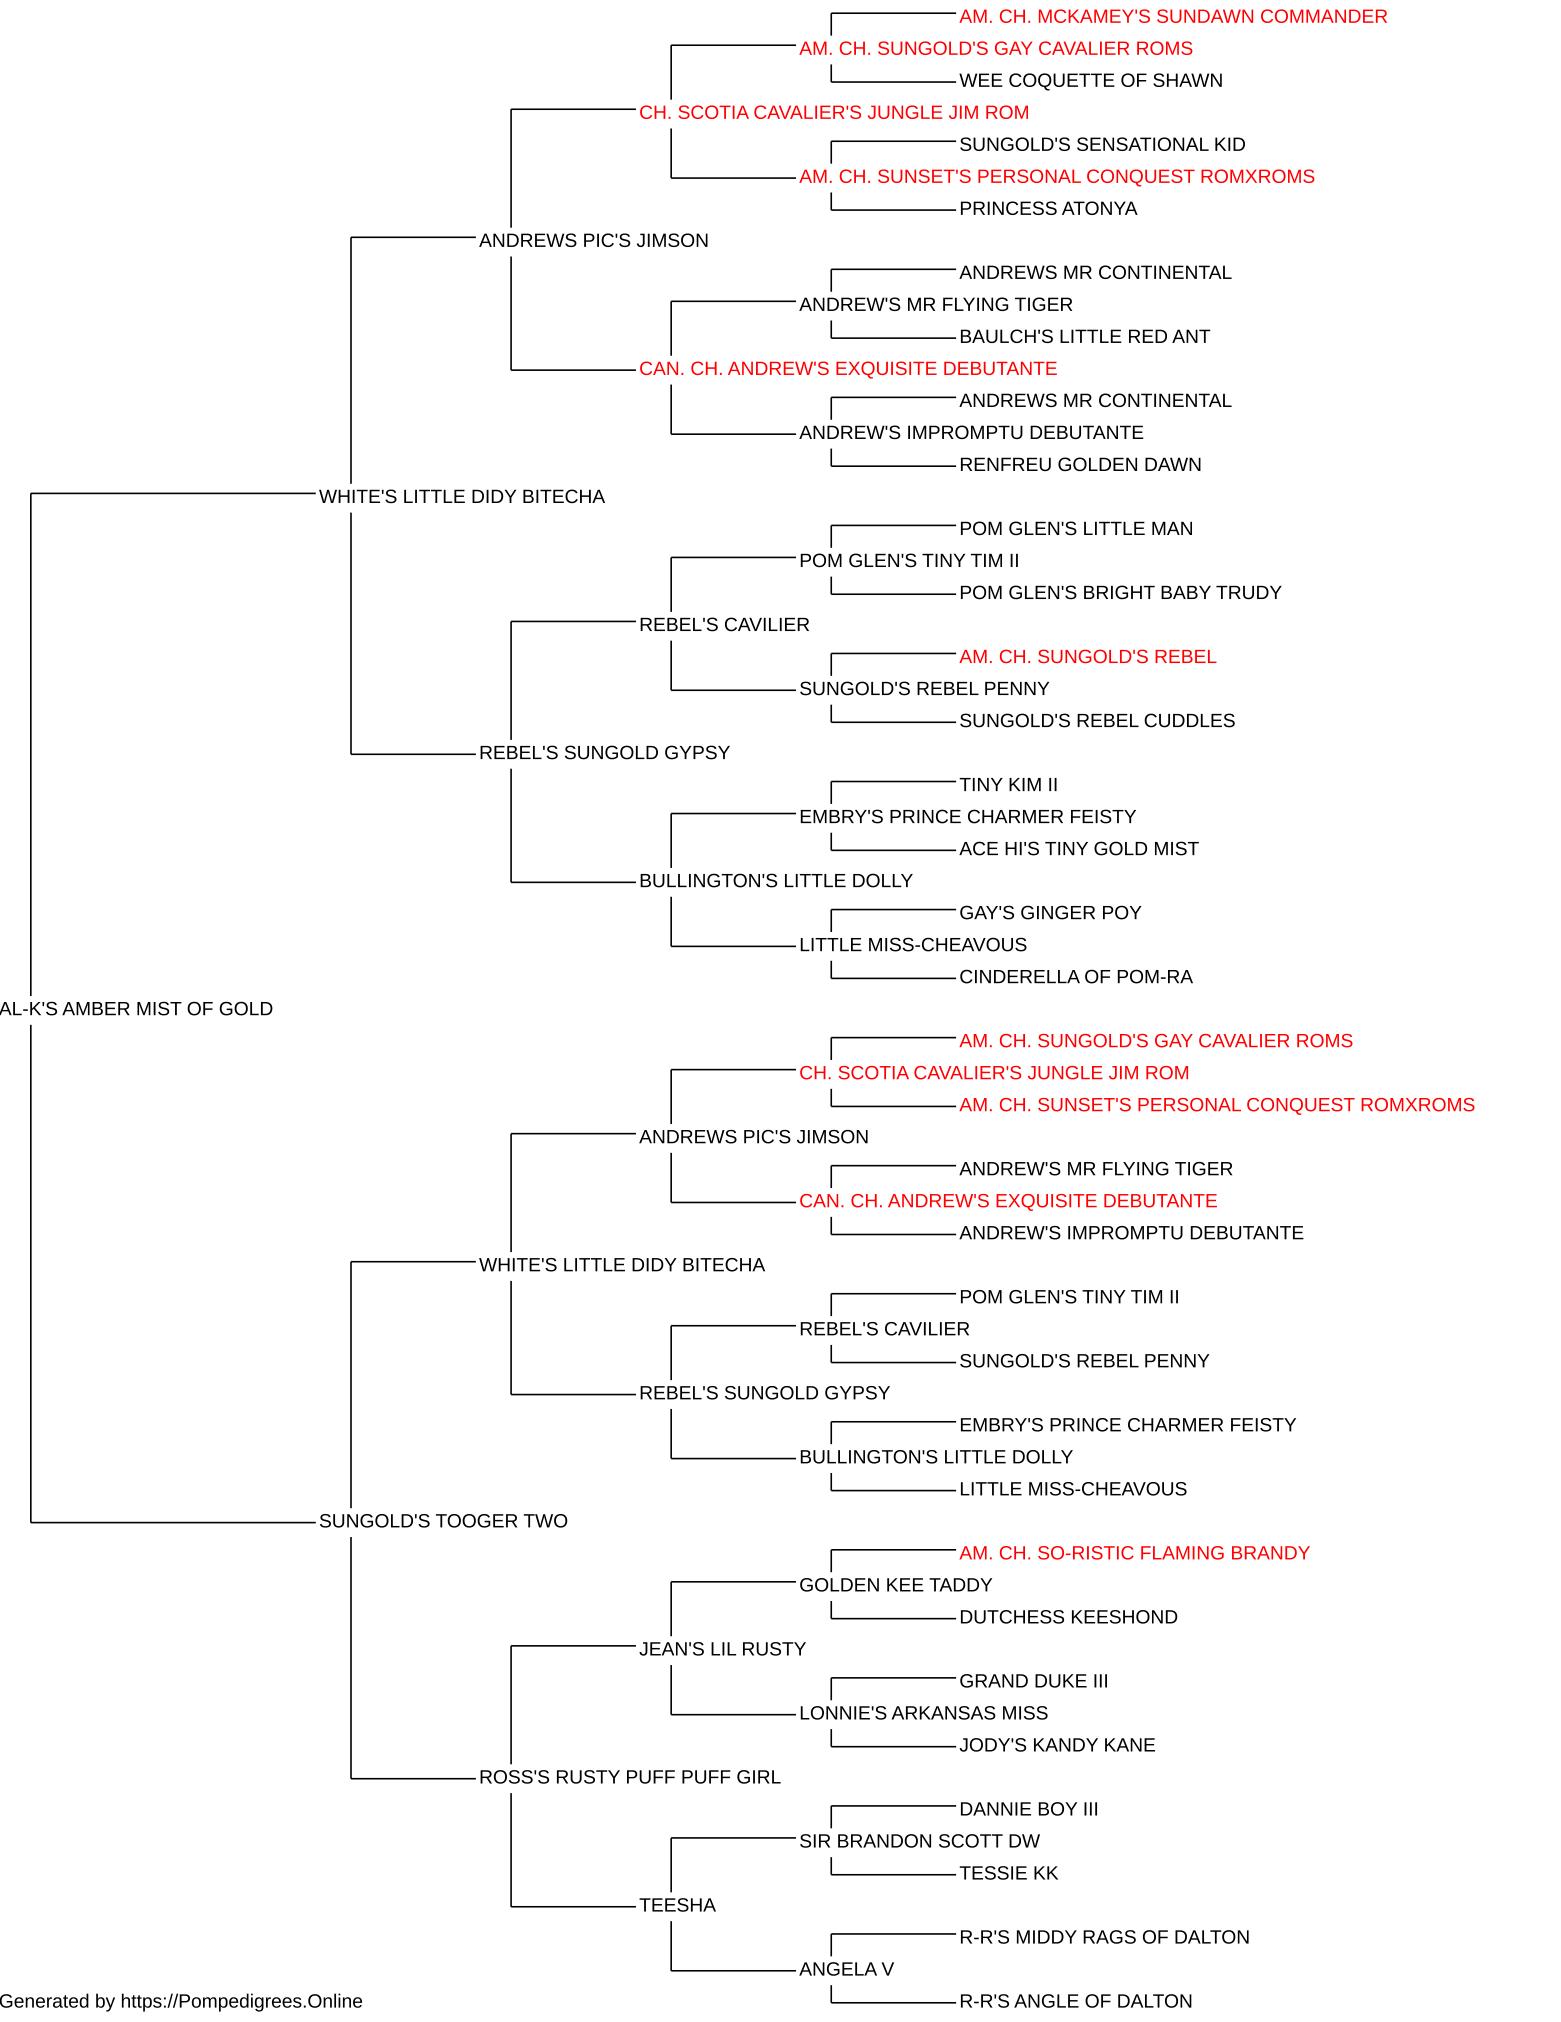 AM. CH. MCKAMEY'S SUNDAWN COMMANDER
AM. CH. SUNGOLD'S GAY CAVALIER ROMS
WEE COQUETTE OF SHAWN
CH. SCOTIA CAVALIER'S JUNGLE JIM ROM
SUNGOLD'S SENSATIONAL KID
AM. CH. SUNSET'S PERSONAL CONQUEST ROMXROMS
PRINCESS ATONYA
ANDREWS PIC'S JIMSON
ANDREWS MR CONTINENTAL
ANDREW'S MR FLYING TIGER
BAULCH'S LITTLE RED ANT
CAN. CH. ANDREW'S EXQUISITE DEBUTANTE
ANDREWS MR CONTINENTAL
ANDREW'S IMPROMPTU DEBUTANTE
RENFREU GOLDEN DAWN
WHITE'S LITTLE DIDY BITECHA
POM GLEN'S LITTLE MAN
POM GLEN'S TINY TIM II
POM GLEN'S BRIGHT BABY TRUDY
REBEL'S CAVILIER
AM. CH. SUNGOLD'S REBEL
SUNGOLD'S REBEL PENNY
SUNGOLD'S REBEL CUDDLES
REBEL'S SUNGOLD GYPSY
TINY KIM II
EMBRY'S PRINCE CHARMER FEISTY
ACE HI'S TINY GOLD MIST
BULLINGTON'S LITTLE DOLLY
GAY'S GINGER POY
LITTLE MISS-CHEAVOUS
CINDERELLA OF POM-RA
AL-K'S AMBER MIST OF GOLD
AM. CH. SUNGOLD'S GAY CAVALIER ROMS
CH. SCOTIA CAVALIER'S JUNGLE JIM ROM
AM. CH. SUNSET'S PERSONAL CONQUEST ROMXROMS
ANDREWS PIC'S JIMSON
ANDREW'S MR FLYING TIGER
CAN. CH. ANDREW'S EXQUISITE DEBUTANTE
ANDREW'S IMPROMPTU DEBUTANTE
WHITE'S LITTLE DIDY BITECHA
POM GLEN'S TINY TIM II
REBEL'S CAVILIER
SUNGOLD'S REBEL PENNY
REBEL'S SUNGOLD GYPSY
EMBRY'S PRINCE CHARMER FEISTY
BULLINGTON'S LITTLE DOLLY
LITTLE MISS-CHEAVOUS
SUNGOLD'S TOOGER TWO
AM. CH. SO-RISTIC FLAMING BRANDY
GOLDEN KEE TADDY
DUTCHESS KEESHOND
JEAN'S LIL RUSTY
GRAND DUKE III
LONNIE'S ARKANSAS MISS
JODY'S KANDY KANE
ROSS'S RUSTY PUFF PUFF GIRL
DANNIE BOY III
SIR BRANDON SCOTT DW
TESSIE KK
TEESHA
R-R'S MIDDY RAGS OF DALTON
ANGELA V
R-R'S ANGLE OF DALTON
Generated by https://Pompedigrees.Online